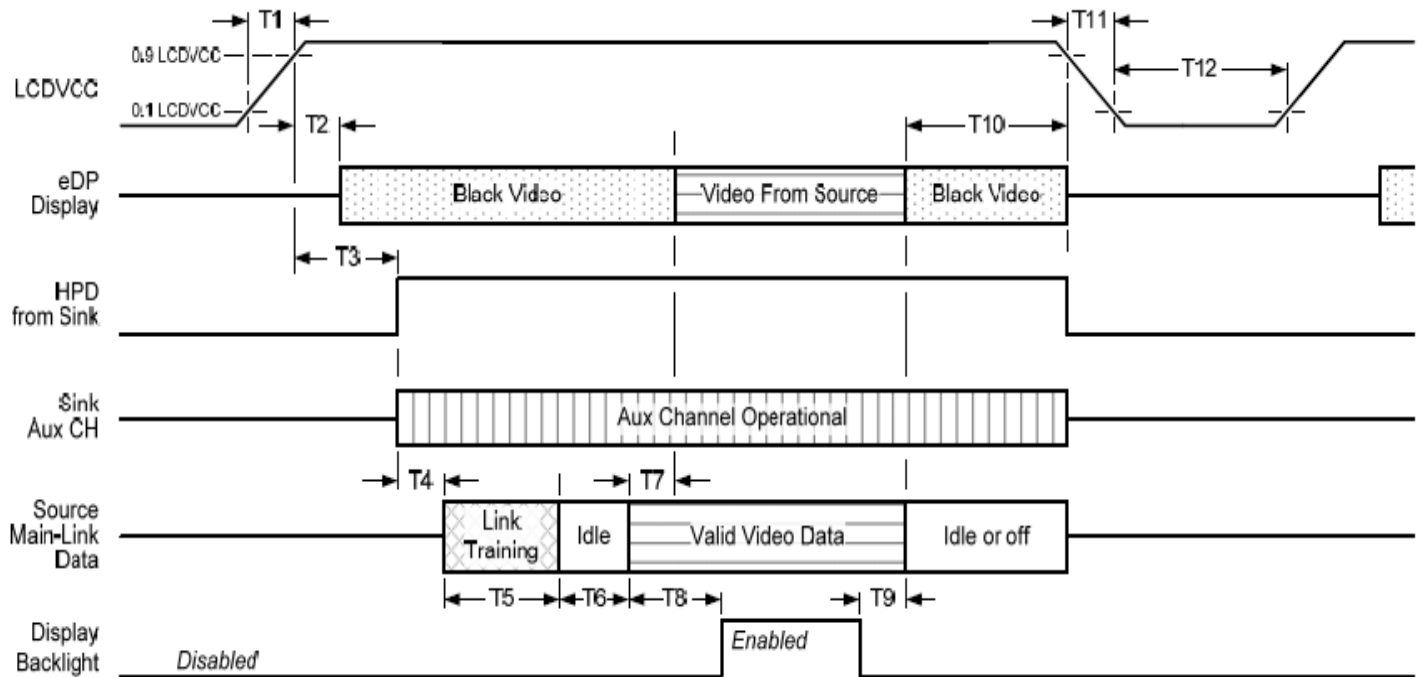 T1
T11
0.9 LCDVCC
T12
LCDVCC
0.1 LCDVCC
T2
T10
eDP
Display
Black Video
Video From Source
Black Video
T3
HPD
from Sink
Sink
Aux CH
Aux Channel Operational
T4
T7
Source
Main-Link
Data
Link
Training
Idle
Valid Video Data
Idle or off
T5
T6
T8
T9
Display
Backlight
Disabled
Enabled